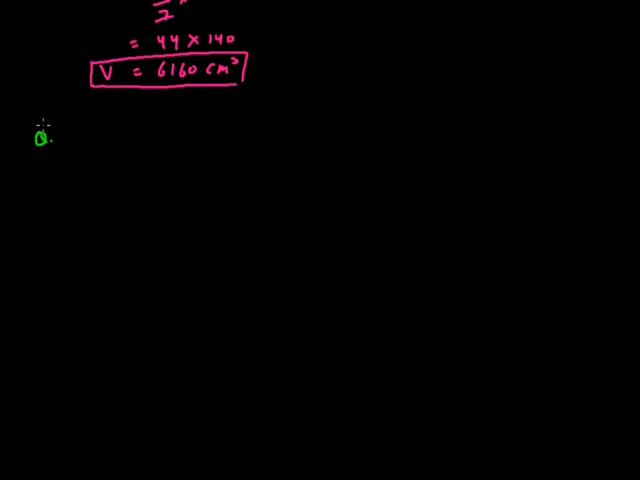 = 44 × 140
V = 6160 cm³
Q.